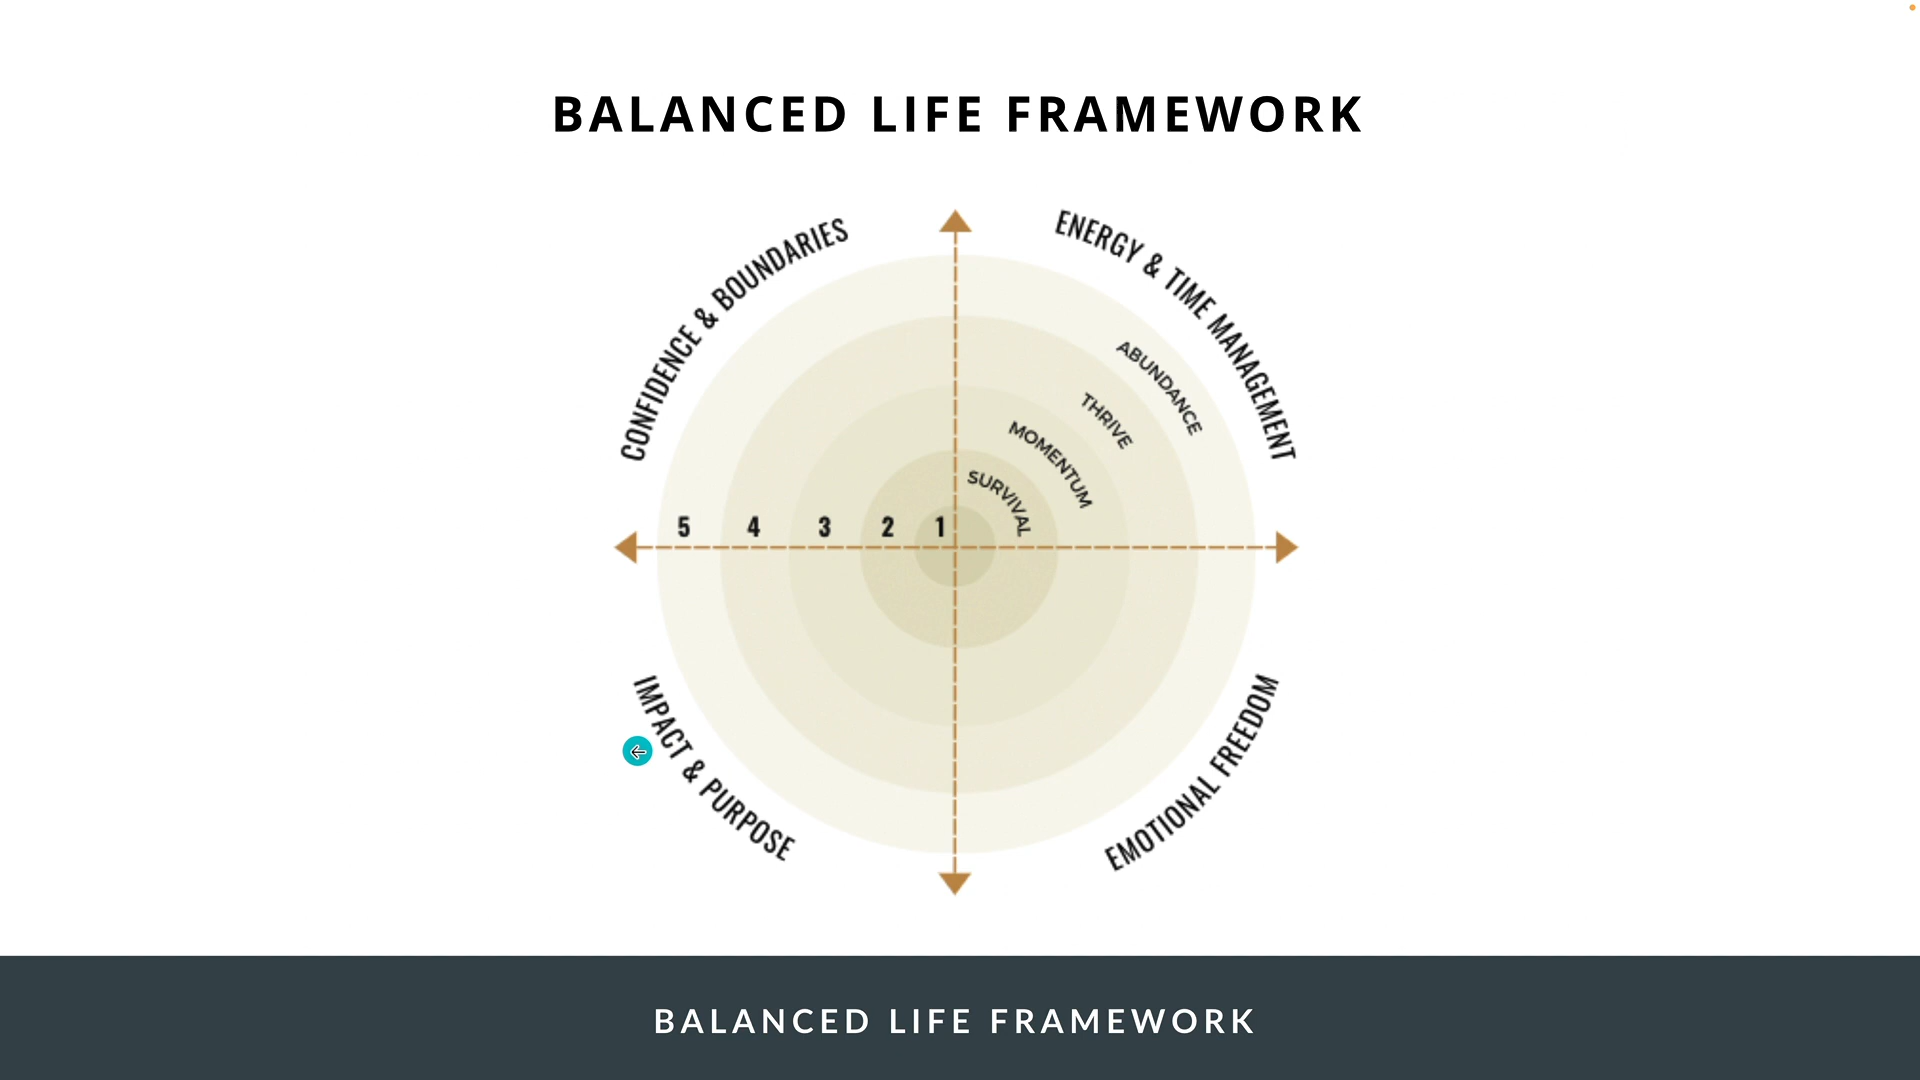 BALANCED LIFE FRAMEWORK
CONFIDENCE & BOUNDARIES
ENERGY & TIME MANAGEMENT
ABUNDANCE
THRIVE
MOMENTUM
SURVIVAL
5 4 3 2 1
IMPACT & PURPOSE
EMOTIONAL FREEDOM
BALANCED LIFE FRAMEWORK